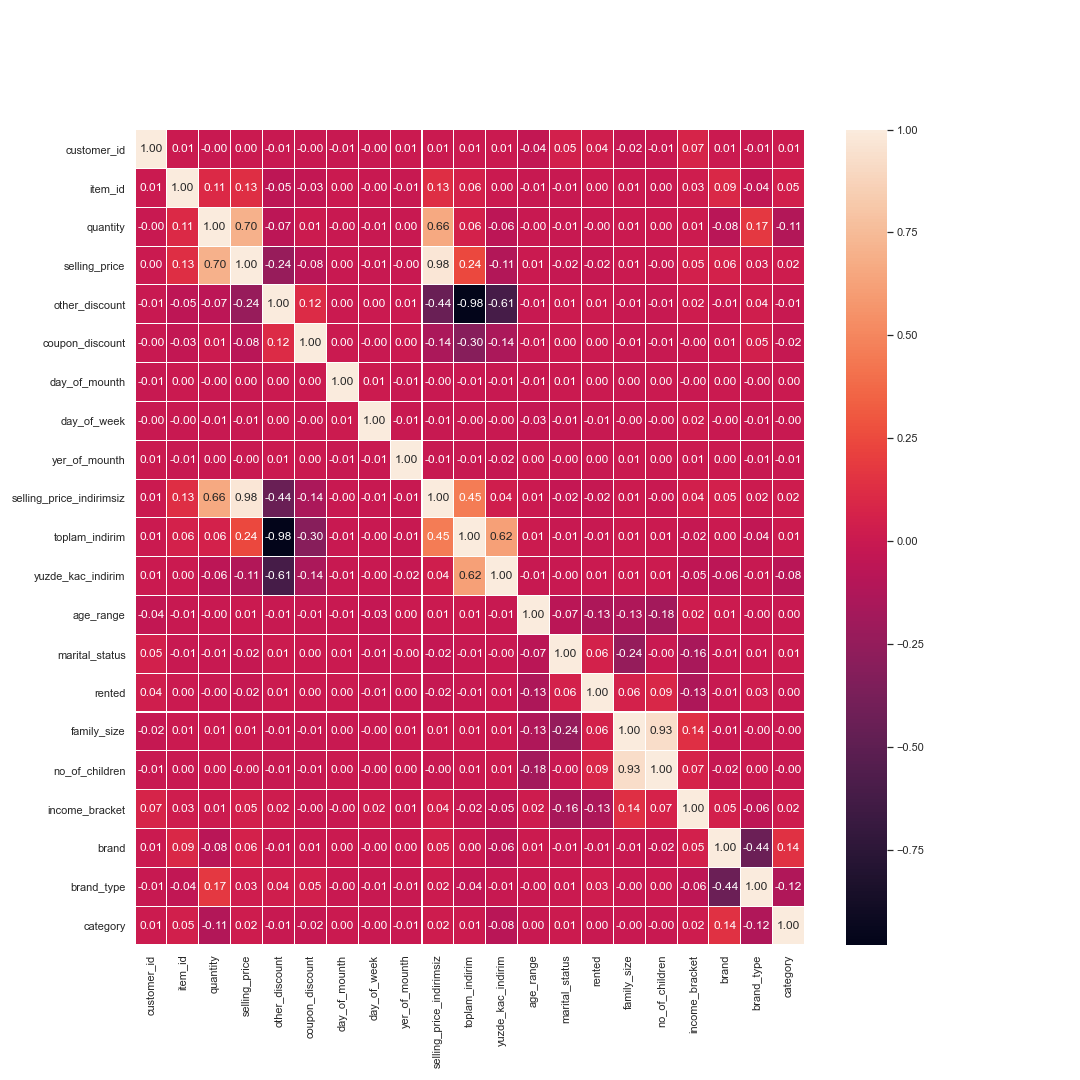 customer_id 1.00 0.01 -0.00 0.00 -0.01 -0.00 -0.01 -0.00 0.01 0.01 0.01 0.01 -0.04 0.05 0.04 -0.02 -0.01 0.07 0.01 -0.01 0.01 1.00
item_id 0.01 1.00 0.11 0.13 -0.05 -0.03 0.00 -0.00 -0.01 0.13 0.06 0.00 -0.01 -0.01 0.00 0.01 0.00 0.03 0.09 -0.04 0.05
quantity -0.00 0.11 1.00 0.70 -0.07 0.01 -0.00 -0.01 0.00 0.66 0.06 -0.06 -0.00 -0.01 -0.00 0.01 0.00 0.01 -0.08 0.17 -0.11
0.75
selling_price 0.00 0.13 0.70 1.00 -0.24 -0.08 0.00 -0.01 -0.00 0.98 0.24 -0.11 0.01 -0.02 -0.02 0.01 -0.00 0.05 0.06 0.03 0.02
other_discount -0.01 -0.05 -0.07 -0.24 1.00 0.12 0.00 0.00 0.01 -0.44 -0.98 -0.61 -0.01 0.01 0.01 -0.01 -0.01 0.02 -0.01 0.04 -0.01
0.50
coupon_discount -0.00 -0.03 0.01 -0.08 0.12 1.00 0.00 -0.00 0.00 -0.14 -0.30 -0.14 -0.01 0.00 0.00 -0.01 -0.01 -0.00 0.01 0.05 -0.02
day_of_mounth -0.01 0.00 -0.00 0.00 0.00 0.00 1.00 0.01 -0.01 -0.00 -0.01 -0.01 -0.01 0.01 0.00 0.00 0.00 -0.00 0.00 -0.00 0.00
day_of_week -0.00 -0.00 -0.01 -0.01 0.00 -0.00 0.01 1.00 -0.01 -0.01 -0.00 -0.00 -0.03 -0.01 -0.01 -0.01 -0.00 0.02 -0.00 -0.01 -0.00
0.25
yer_of_mounth 0.01 -0.01 0.00 -0.00 0.01 0.00 -0.01 -0.01 1.00 -0.01 -0.01 -0.02 0.00 -0.00 0.00 0.01 0.00 0.01 0.00 -0.01 -0.01
selling_price_indirimsiz 0.01 0.13 0.66 0.98 -0.44 -0.14 -0.00 -0.01 -0.01 1.00 0.45 0.04 0.01 -0.02 -0.02 0.01 -0.00 0.04 0.05 0.02 0.02
toplam_indirim 0.01 0.06 0.06 0.24 -0.98 -0.30 -0.01 -0.00 -0.01 0.45 1.00 0.62 0.01 -0.01 -0.01 0.01 0.01 -0.02 0.00 -0.04 0.01
0.00
yuzde_kac_indirim 0.01 0.00 -0.06 -0.11 -0.61 -0.14 -0.01 -0.00 -0.02 0.04 0.62 1.00 -0.01 -0.00 0.01 0.01 0.01 -0.05 -0.06 -0.01 -0.08
age_range -0.04 -0.01 -0.00 0.01 -0.01 -0.01 -0.01 -0.03 0.00 0.01 0.01 -0.01 1.00 -0.07 -0.13 -0.13 -0.18 0.02 0.01 -0.00 0.00
−0.25
marital_status 0.05 -0.01 -0.01 -0.02 0.01 0.00 0.01 -0.01 -0.00 -0.02 -0.01 -0.00 -0.07 1.00 0.06 -0.24 -0.00 -0.16 -0.01 0.01 0.01
rented 0.04 0.00 -0.00 -0.02 0.01 0.00 0.00 -0.01 0.00 -0.02 -0.01 0.01 -0.13 0.06 1.00 0.06 0.09 -0.13 -0.01 0.03 0.00
family_size -0.02 0.01 0.01 0.01 -0.01 -0.01 0.00 -0.01 0.01 0.01 0.01 0.01 -0.13 -0.24 0.06 1.00 0.93 0.14 -0.01 -0.00 -0.00
−0.50
no_of_children -0.01 0.00 0.00 -0.00 -0.01 -0.01 0.00 -0.00 0.00 -0.00 0.01 0.01 -0.18 -0.00 0.09 0.93 1.00 0.07 -0.02 0.00 -0.00
income_bracket 0.07 0.03 0.01 0.05 0.02 -0.00 -0.00 0.02 0.01 0.04 -0.02 -0.05 0.02 -0.16 -0.13 0.14 0.07 1.00 0.05 -0.06 0.02
brand 0.01 0.09 -0.08 0.06 -0.01 0.01 0.00 -0.00 0.00 0.05 0.00 -0.06 0.01 -0.01 -0.01 -0.01 -0.02 0.05 1.00 -0.44 0.14
−0.75
brand_type -0.01 -0.04 0.17 0.03 0.04 0.05 -0.00 -0.01 -0.01 0.02 -0.04 -0.01 -0.00 0.01 0.03 -0.00 0.00 -0.06 -0.44 1.00 -0.12
category 0.01 0.05 -0.11 0.02 -0.01 -0.02 0.00 -0.00 -0.01 0.02 0.01 -0.08 0.00 0.01 0.00 -0.00 -0.00 0.02 0.14 -0.12 1.00
customer_id
item_id
quantity
selling_price
other_discount
coupon_discount
day_of_mounth
day_of_week
yer_of_mounth
selling_price_indirimsiz
toplam_indirim
yuzde_kac_indirim
age_range
marital_status
rented
family_size
no_of_children
income_bracket
brand
brand_type
category